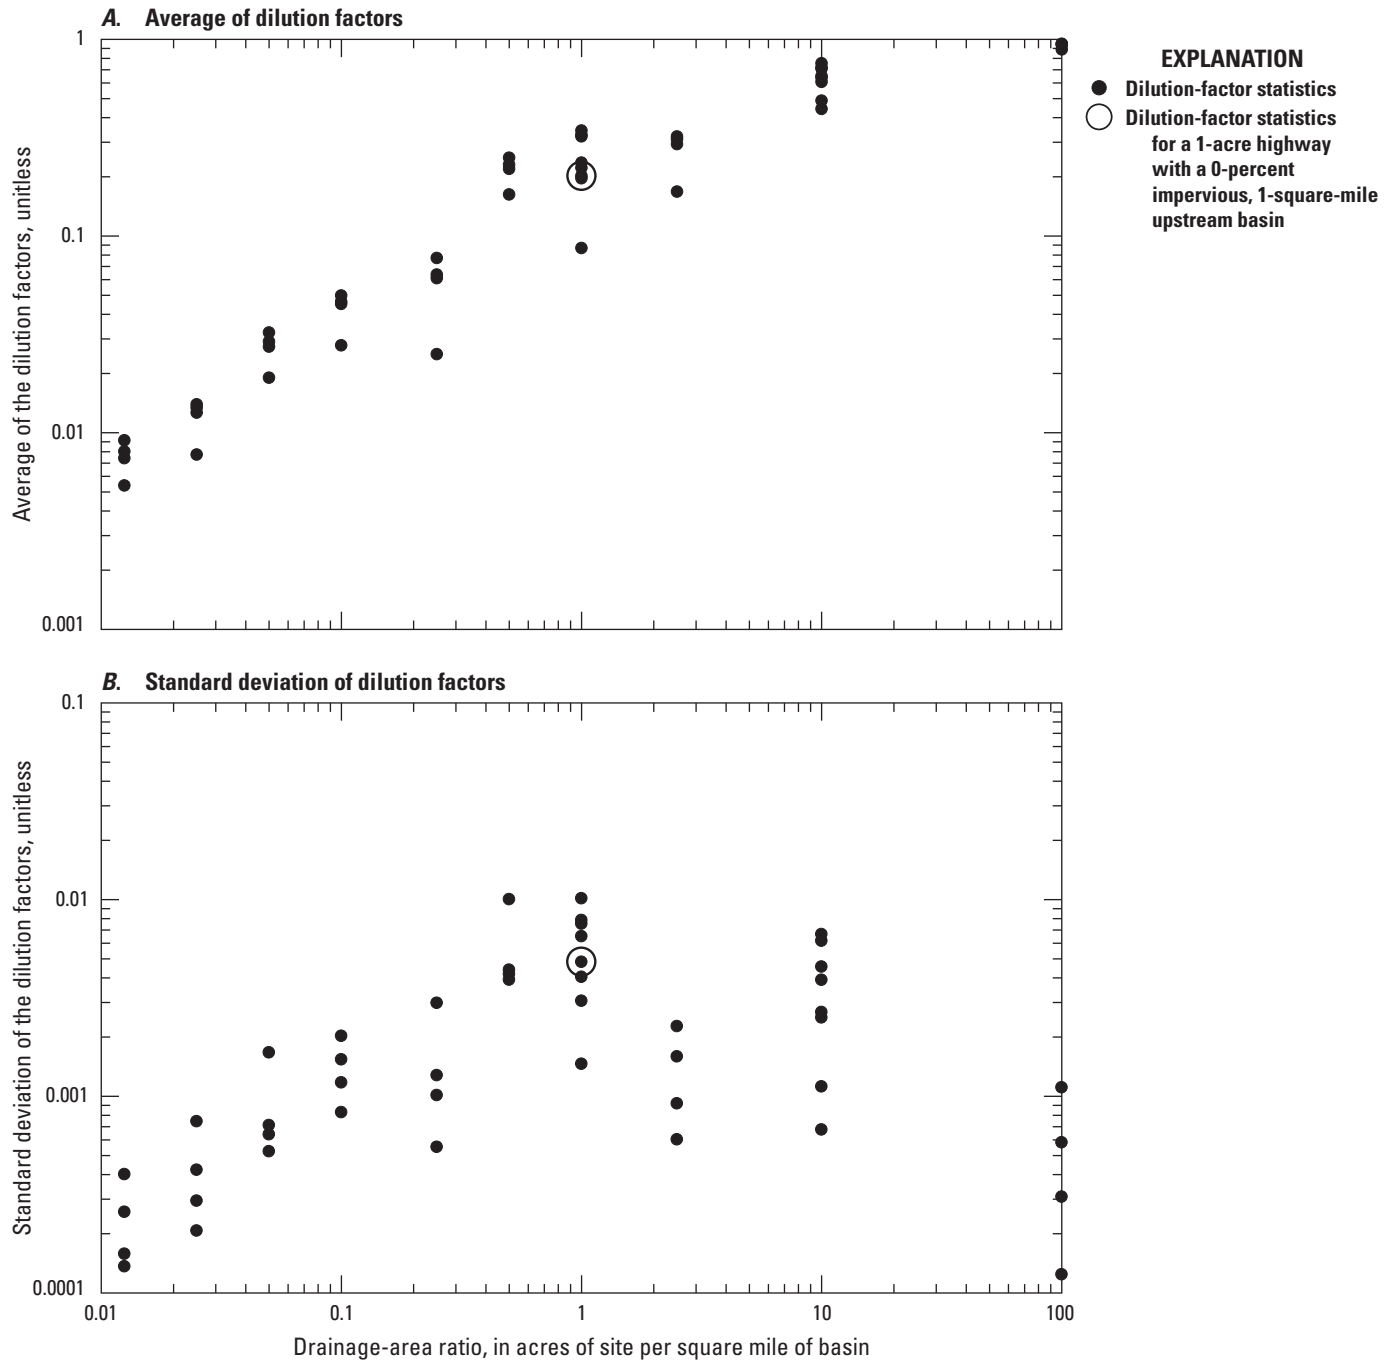 A. Average of dilution factors
1
0.1
0.01
0.001
Average of the dilution factors, unitless
EXPLANATION
Dilution-factor statistics
Dilution-factor statistics
for a 1-acre highway
with a 0-percent
impervious, 1-square-mile
upstream basin
B. Standard deviation of dilution factors
0.1
0.01
0.001
0.0001
Standard deviation of the dilution factors, unitless
0.01 0.1 1 10 100
Drainage-area ratio, in acres of site per square mile of basin